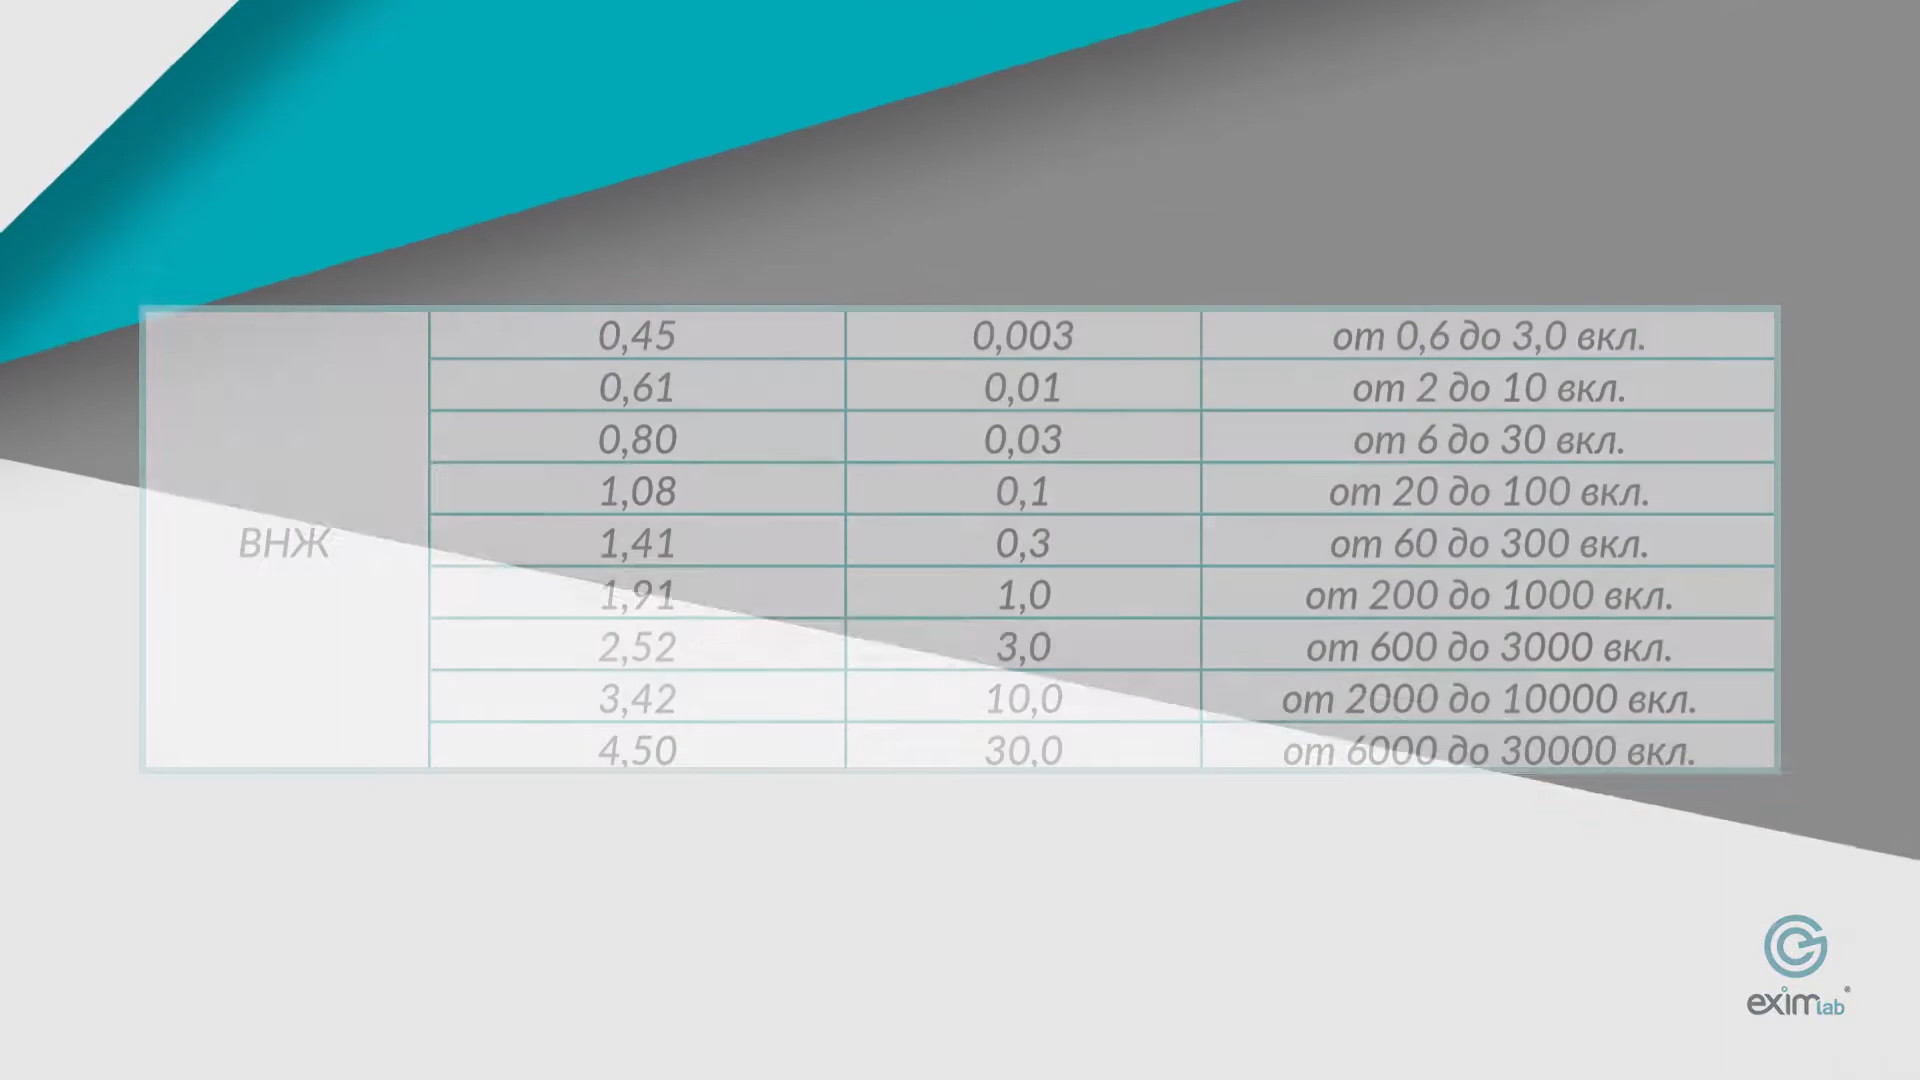 0,45 0,003 от 0,6 до 3,0 вкл.
0,61 0,01 от 2 до 10 вкл.
0,80 0,03 от 6 до 30 вкл.
1,08 0,1 от 20 до 100 вкл.
ВНЖ 1,41 0,3 от 60 до 300 вкл.
1,91 1,0 от 200 до 1000 вкл.
2,52 3,0 от 600 до 3000 вкл.
3,42 10,0 от 2000 до 10000 вкл.
4,50 30,0 от 6000 до 30000 вкл.
eximlab®